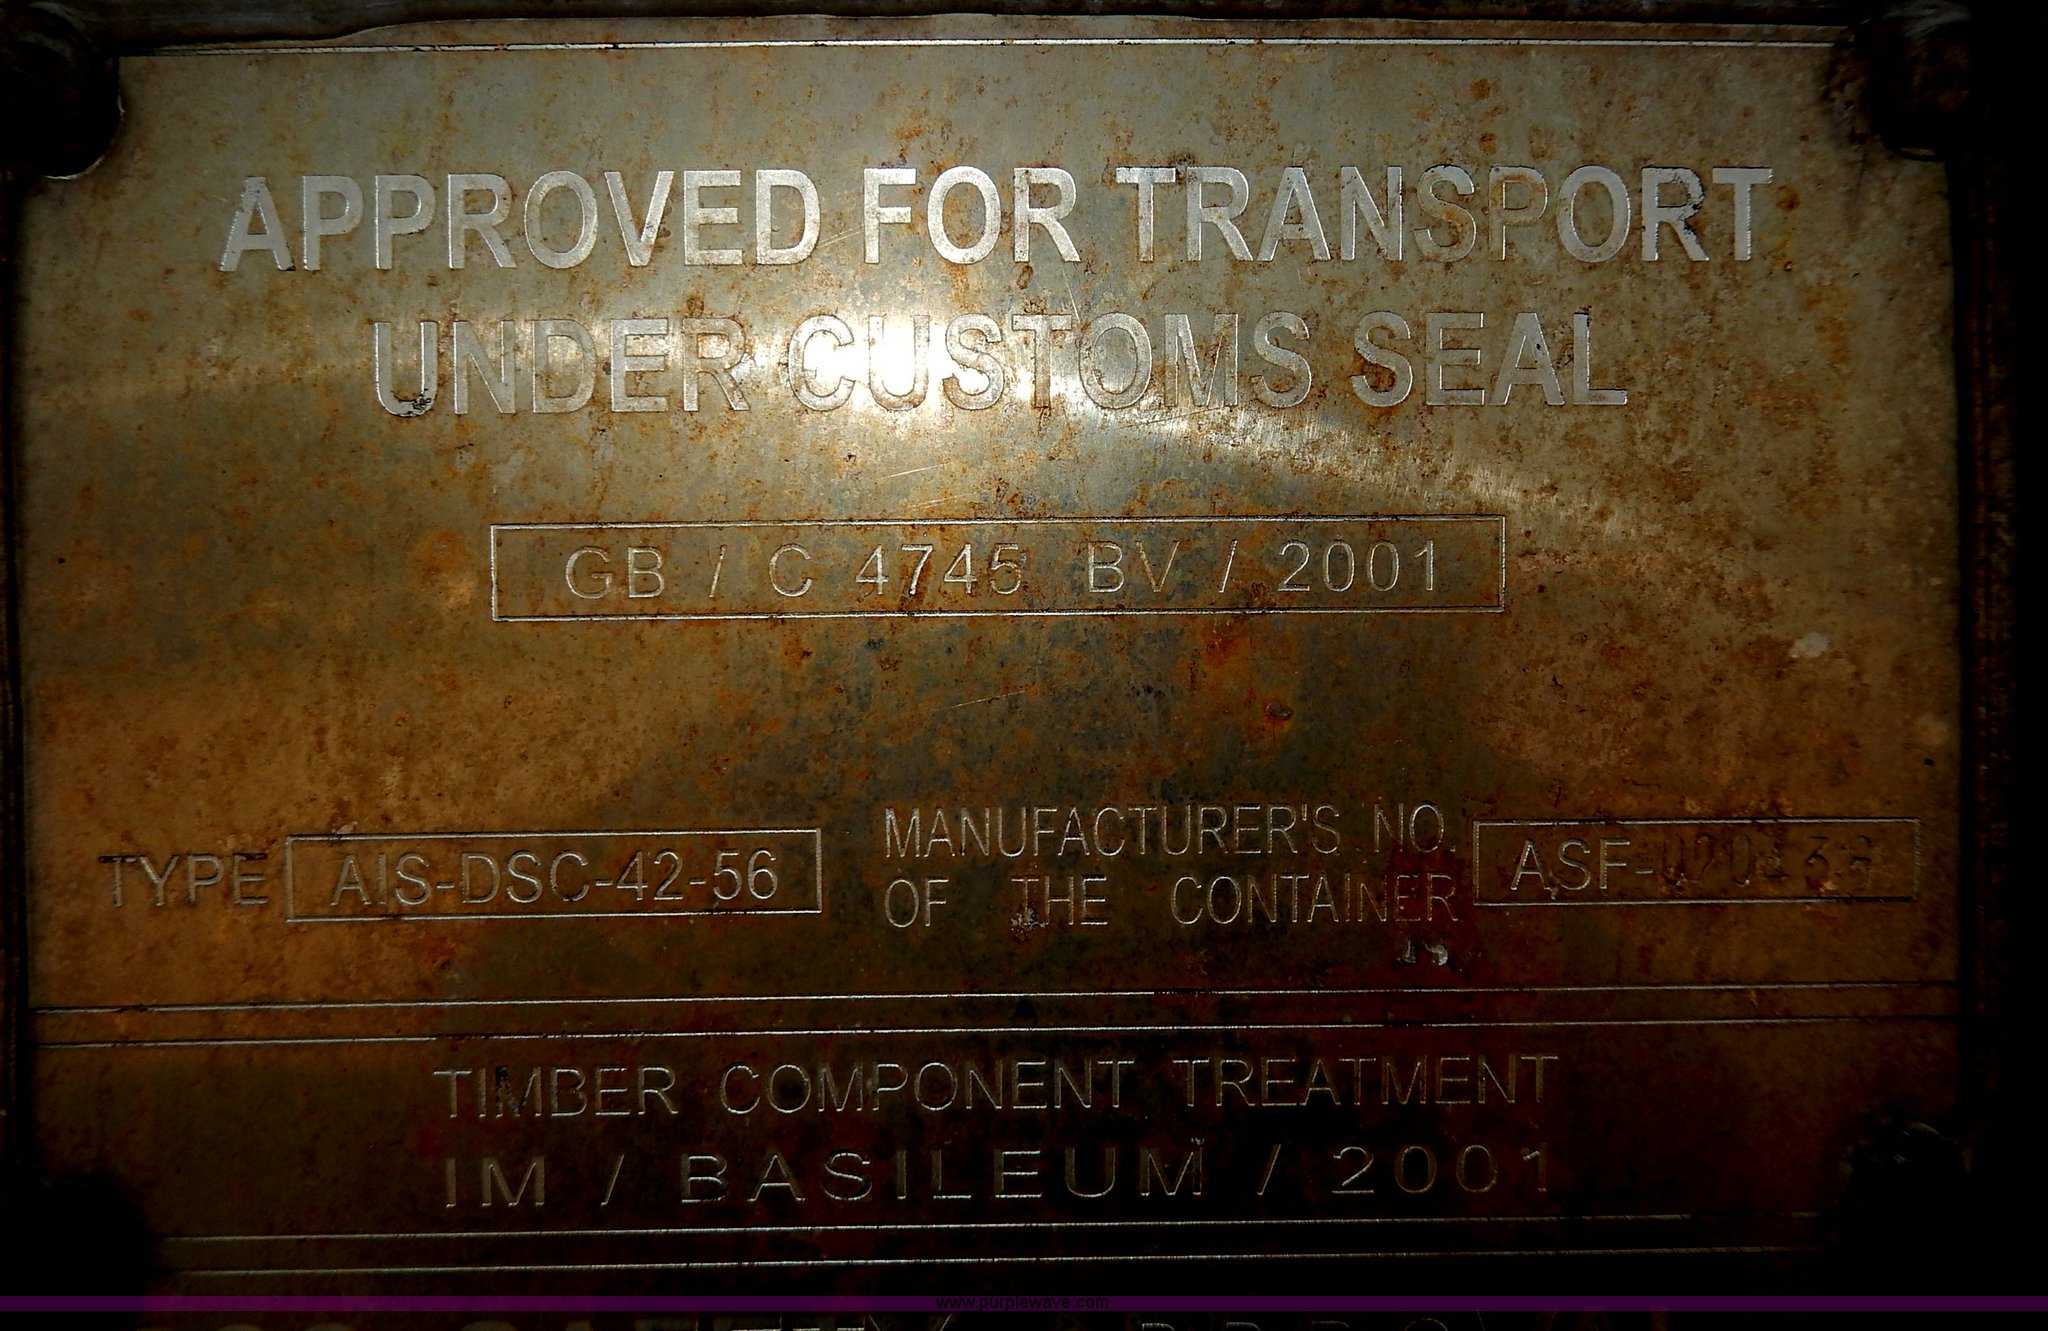 APPROVED FOR TRANSPORT
UNDER CUSTOMS SEAL
GB / C 4745 BV / 2001
TYPE AIS-DSC-42-56
MANUFACTURER'S NO.
OF THE CONTAINER
TIMBER COMPONENT TREATMENT
IM / BASILEUM / 2001
www.purplewave.com